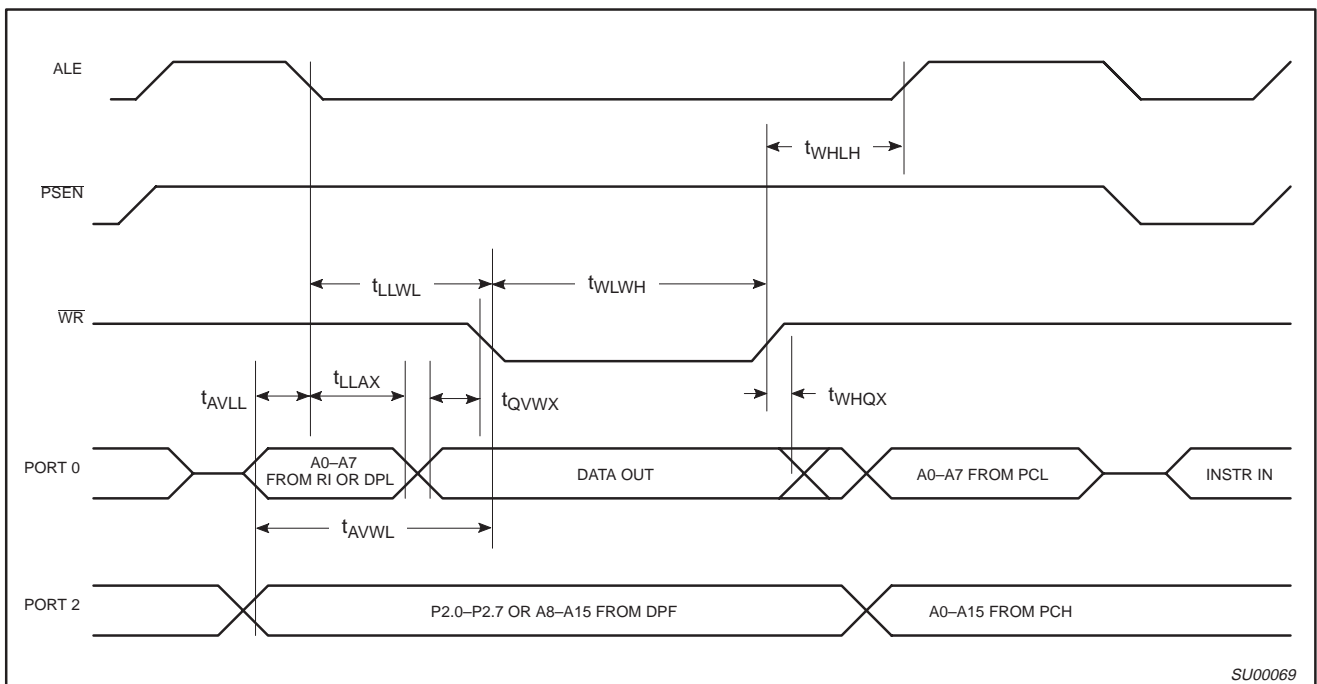 ALE
tWHLH
PSEN
tLLWL
tWLWH
WR
tAVLL
tLLAX
tQVWX
tWHQX
PORT 0
A0–A7
FROM RI OR DPL
DATA OUT
A0–A7 FROM PCL
INSTR IN
tAVWL
PORT 2
P2.0–P2.7 OR A8–A15 FROM DPF
A0–A15 FROM PCH
SU00069